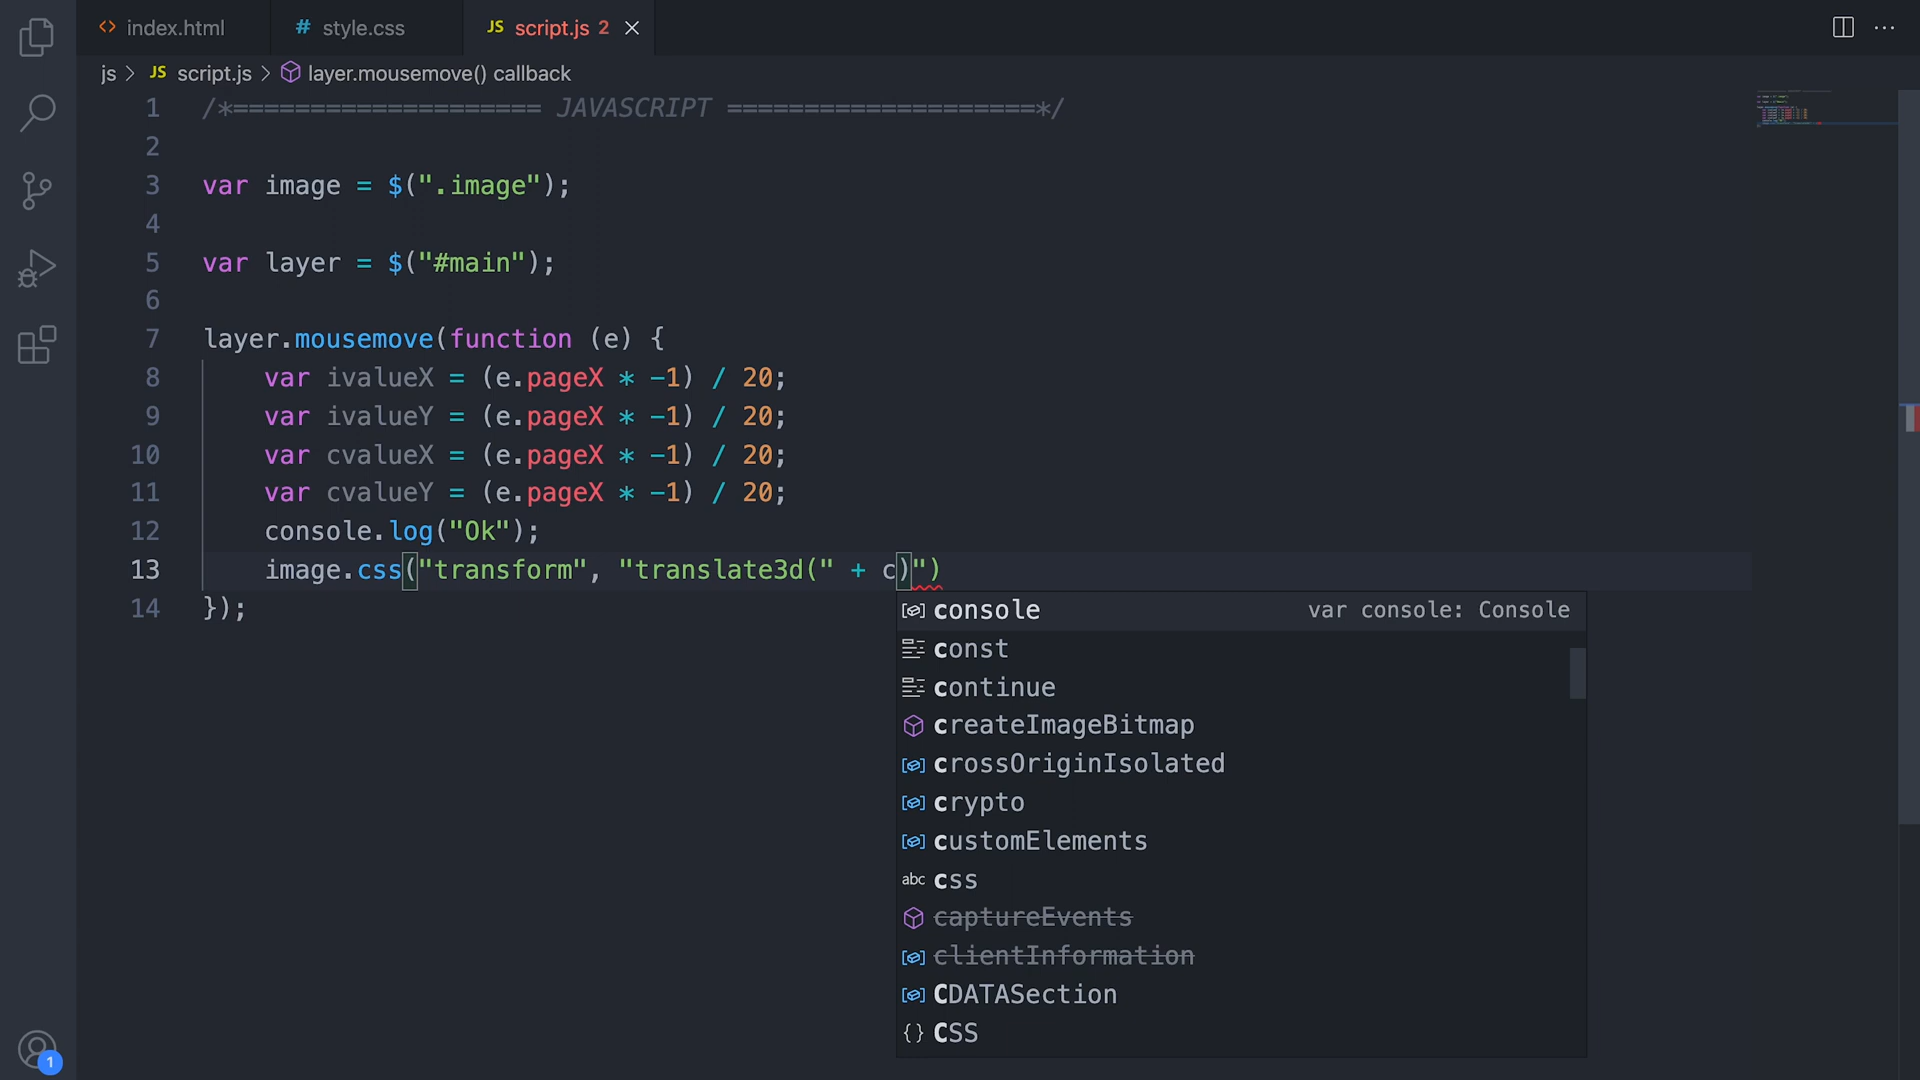 index.html
# style.css
JS script.js 2
js > JS script.js > layer.mousemove() callback
1 /*==================== JAVASCRIPT ====================*/
2
3 var image = $(".image");
4
5 var layer = $("#main");
6
7 layer.mousemove(function (e) {
8 var ivalueX = (e.pageX * -1) / 20;
9 var ivalueY = (e.pageX * -1) / 20;
10 var cvalueX = (e.pageX * -1) / 20;
11 var cvalueY = (e.pageX * -1) / 20;
12 console.log("Ok");
13 image.css("transform", "translate3d(" + c)")
14 });
console var console: Console
const
continue
createImageBitmap
crossOriginIsolated
crypto
customElements
abc css
captureEvents
clientInformation
CDATASection
{} CSS
1